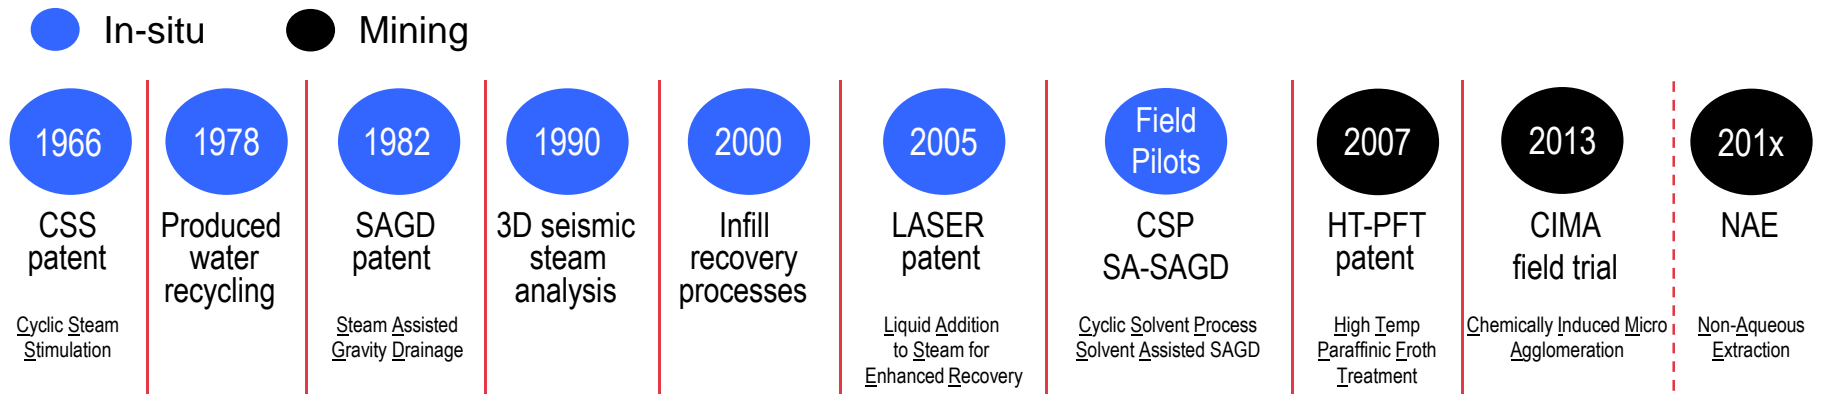 In-situ
Mining
1966
CSS
patent
Cyclic Steam
Stimulation
1978
Produced
water
recycling
1982
SAGD
patent
Steam Assisted
Gravity Drainage
1990
3D seismic
steam
analysis
2000
Infill
recovery
processes
2005
LASER
patent
Liquid Addition
to Steam for
Enhanced Recovery
Field
Pilots
CSP
SA-SAGD
Cyclic Solvent Process
Solvent Assisted SAGD
2007
HT-PFT
patent
High Temp
Paraffinic Froth
Treatment
2013
CIMA
field trial
Chemically Induced Micro
Agglomeration
201x
NAE
Non-Aqueous
Extraction